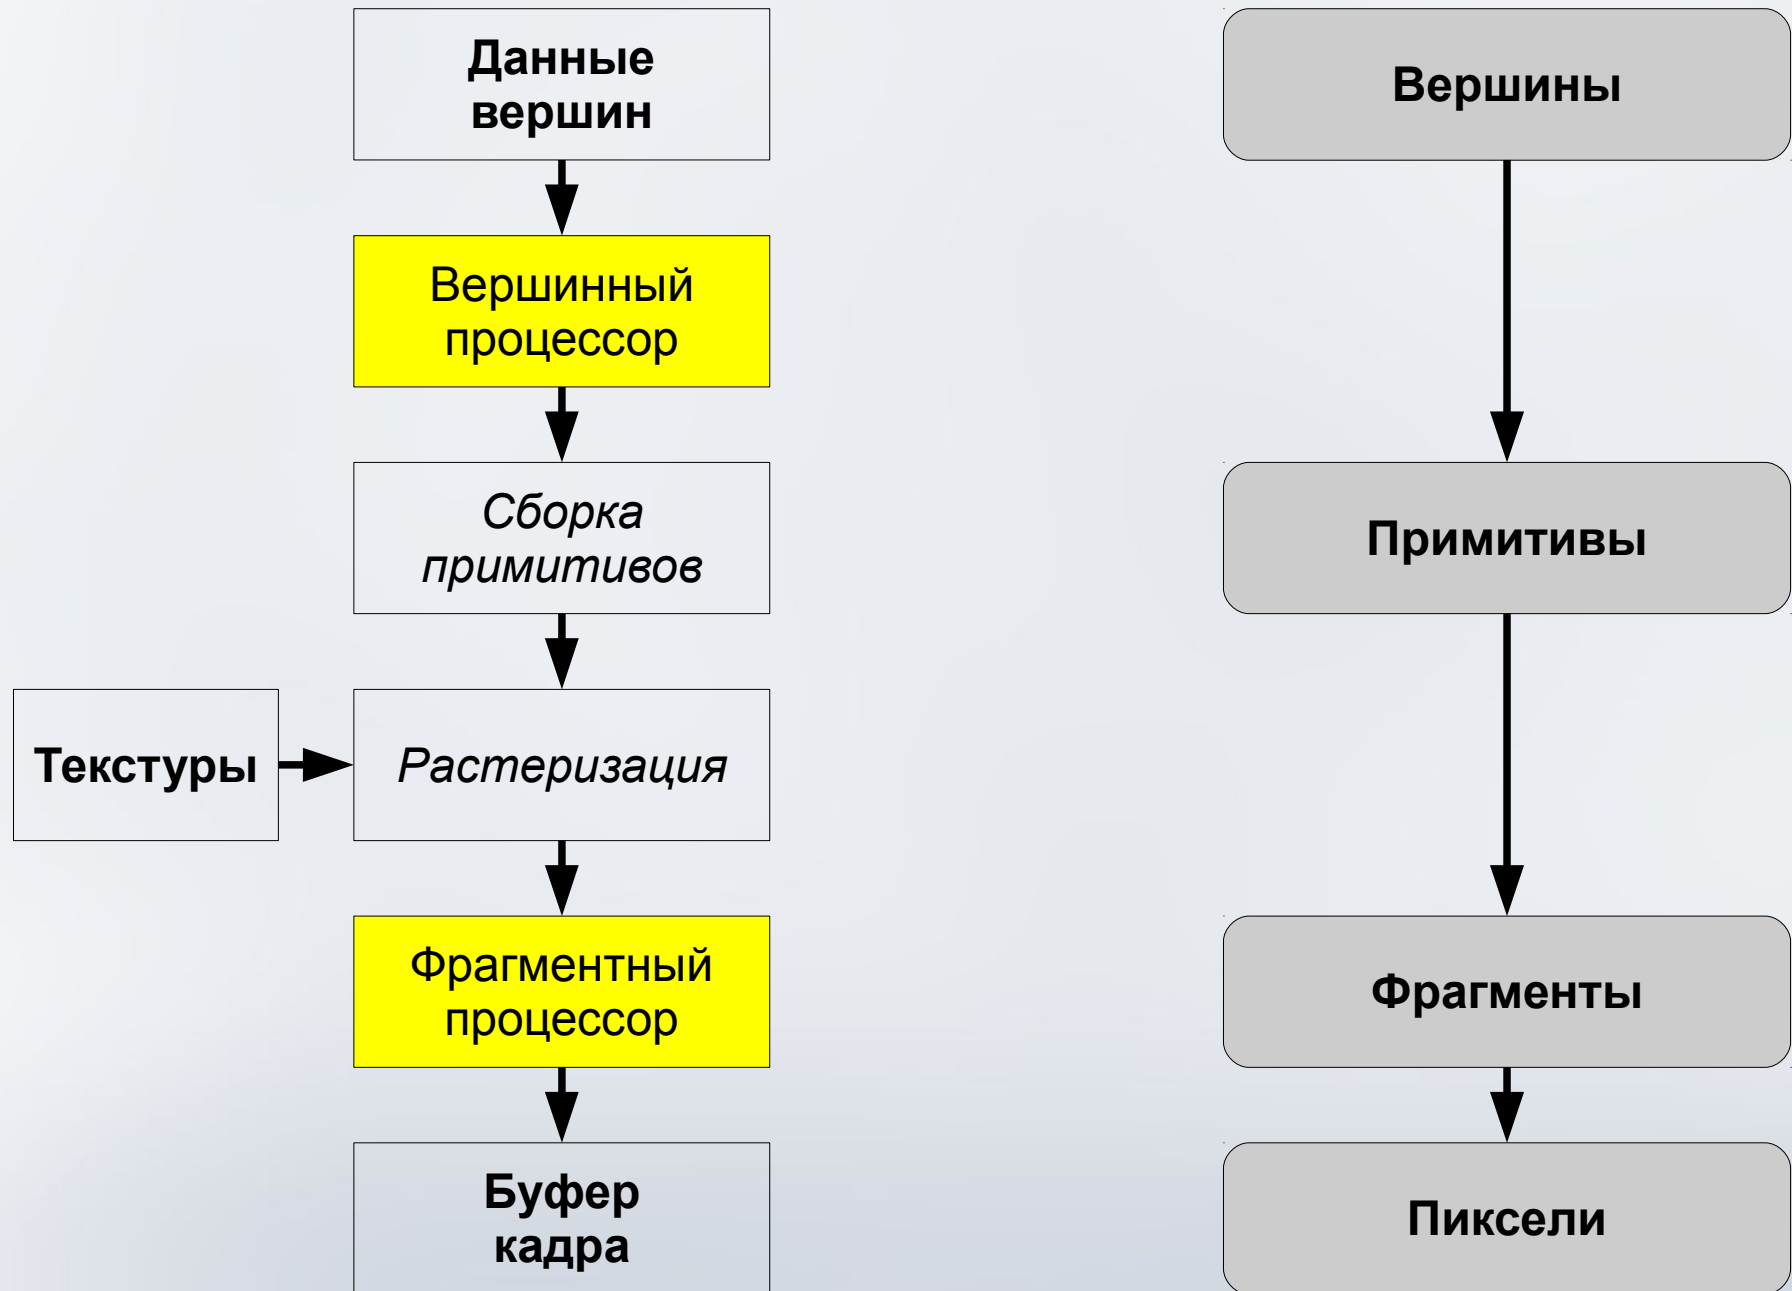 Данные
вершин
Вершины
Вершинный
процессор
Сборка
примитивов
Примитивы
Текстуры
Растеризация
Фрагментный
процессор
Фрагменты
Буфер
кадра
Пиксели